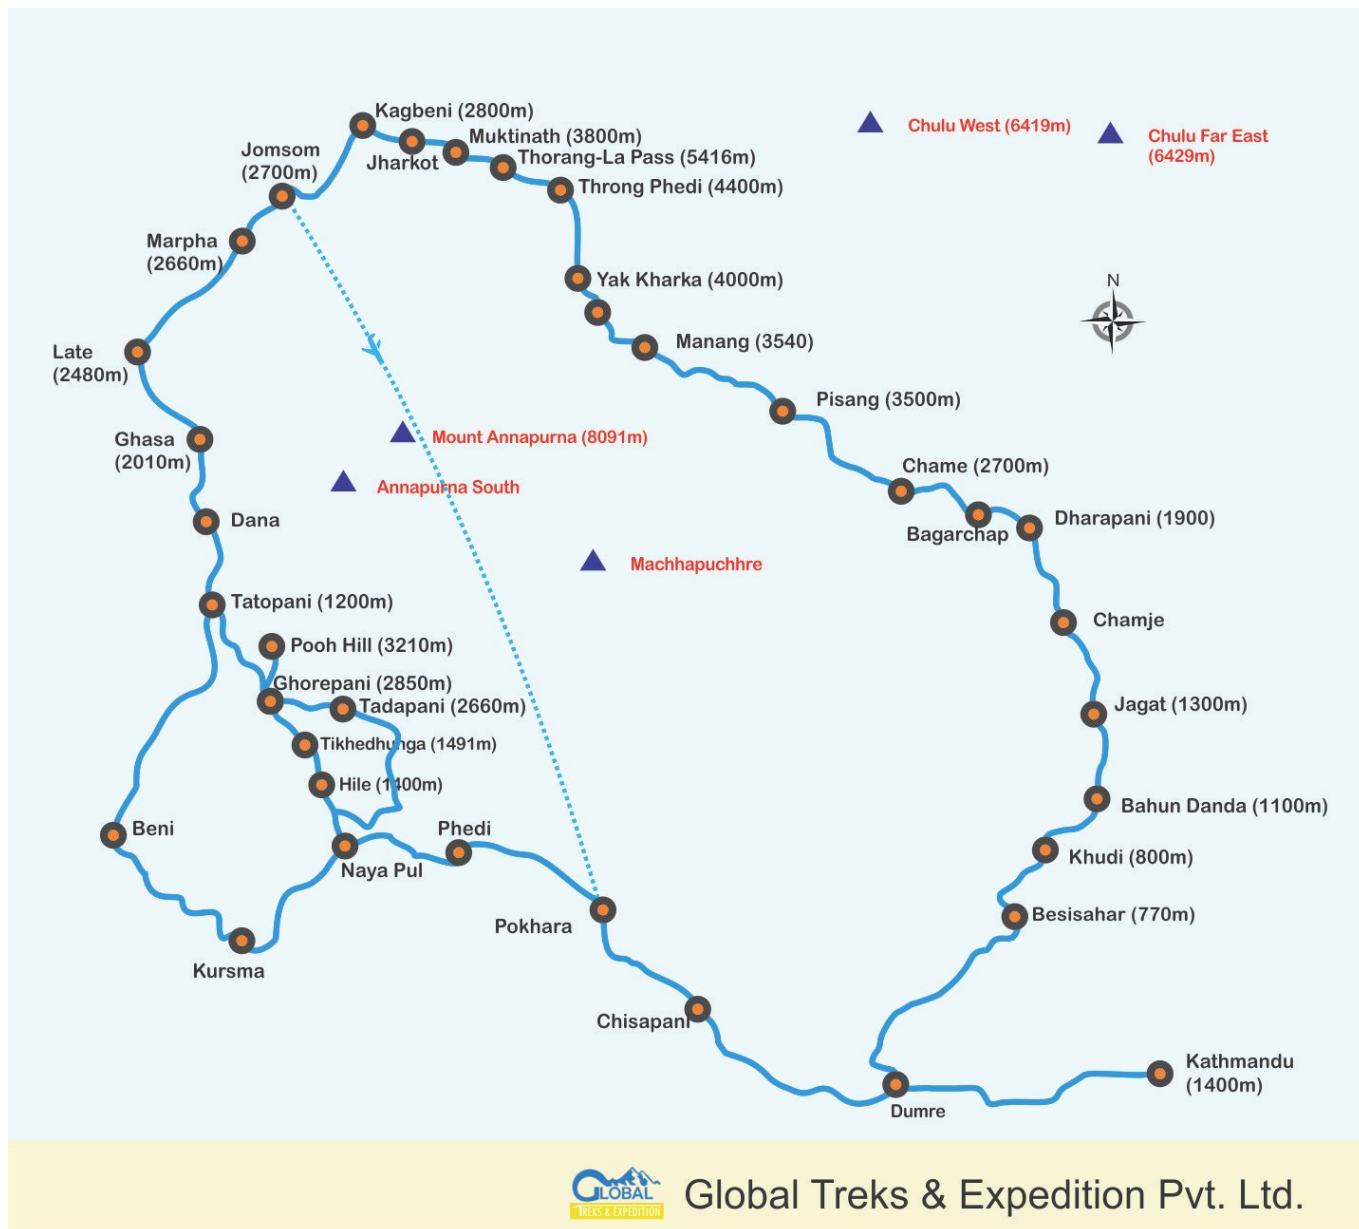 Kagbeni (2800m)
Chulu West (6419m)
Chulu Far East
(6429m)
Muktinath (3800m)
Jomsom
(2700m)
Jharkot
Thorang-La Pass (5416m)
Throng Phedi (4400m)
Marpha
(2660m)
Yak Kharka (4000m)
N
Manang (3540)
Late
(2480m)
Pisang (3500m)
Ghasa
(2010m)
Mount Annapurna (8091m)
Chame (2700m)
Annapurna South
Dana
Bagarchap
Dharapani (1900)
Machhapuchhre
Tatopani (1200m)
Chamje
Pooh Hill (3210m)
Ghorepani (2850m)
Tadapani (2660m)
Jagat (1300m)
Tikhedhunga (1491m)
Hile (1400m)
Bahun Danda (1100m)
Beni
Phedi
Khudi (800m)
Naya Pul
Besisahar (770m)
Pokhara
Kursma
Chisapani
Kathmandu
(1400m)
Dumre
GLOBAL
TREKS & EXPEDITION
Global Treks & Expedition Pvt. Ltd.